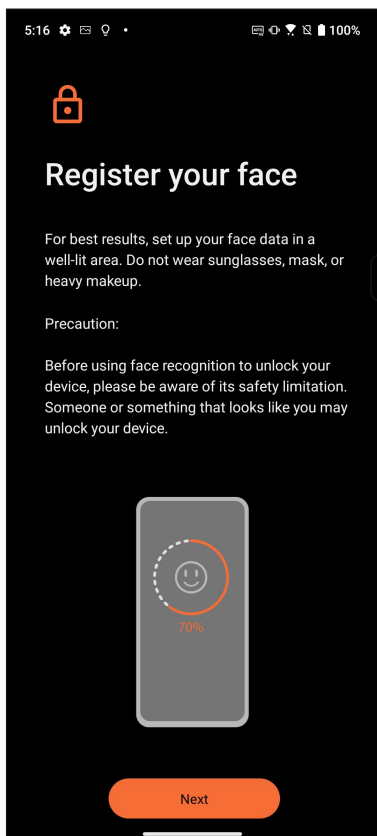 5:16
100%
Register your face
For best results, set up your face data in a
well-lit area. Do not wear sunglasses, mask, or
heavy makeup.
Precaution:
Before using face recognition to unlock your
device, please be aware of its safety limitation.
Someone or something that looks like you may
unlock your device.
70%
Next